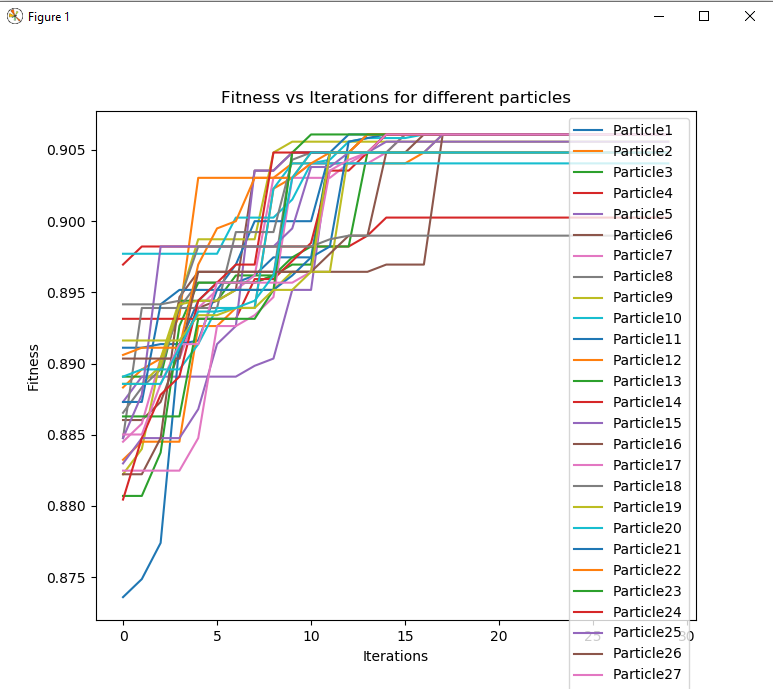 Figure 1
Fitness vs Iterations for different particles
0.905
0.900
0.895
0.890
0.885
0.880
0.875
Fitness
0 5 10 15 20 25 30
Iterations
Particle1
Particle2
Particle3
Particle4
Particle5
Particle6
Particle7
Particle8
Particle9
Particle10
Particle11
Particle12
Particle13
Particle14
Particle15
Particle16
Particle17
Particle18
Particle19
Particle20
Particle21
Particle22
Particle23
Particle24
Particle25
Particle26
Particle27